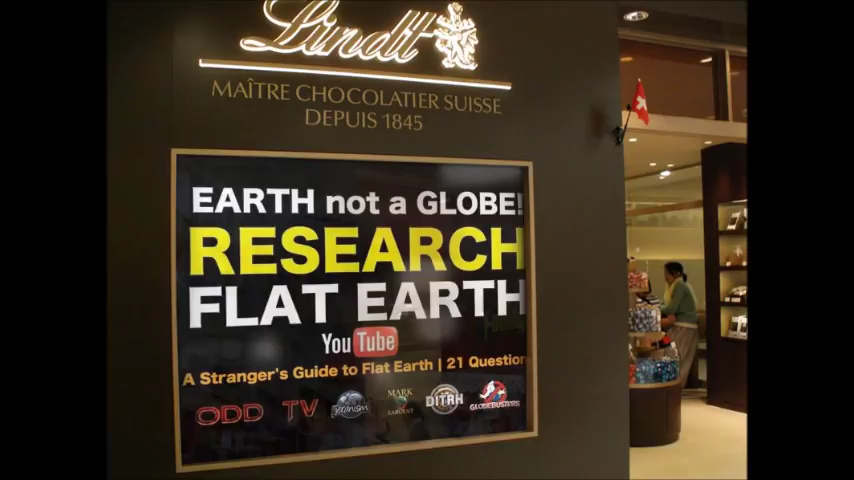 Lindt
MAÎTRE CHOCOLATIER SUISSE
DEPUIS 1845
EARTH not a GLOBE!
RESEARCH
FLAT EARTH
YouTube
A Stranger's Guide to Flat Earth | 21 Question
ODD TV jeranism MARK SARGENT DITRH GLOBEBUSTERS